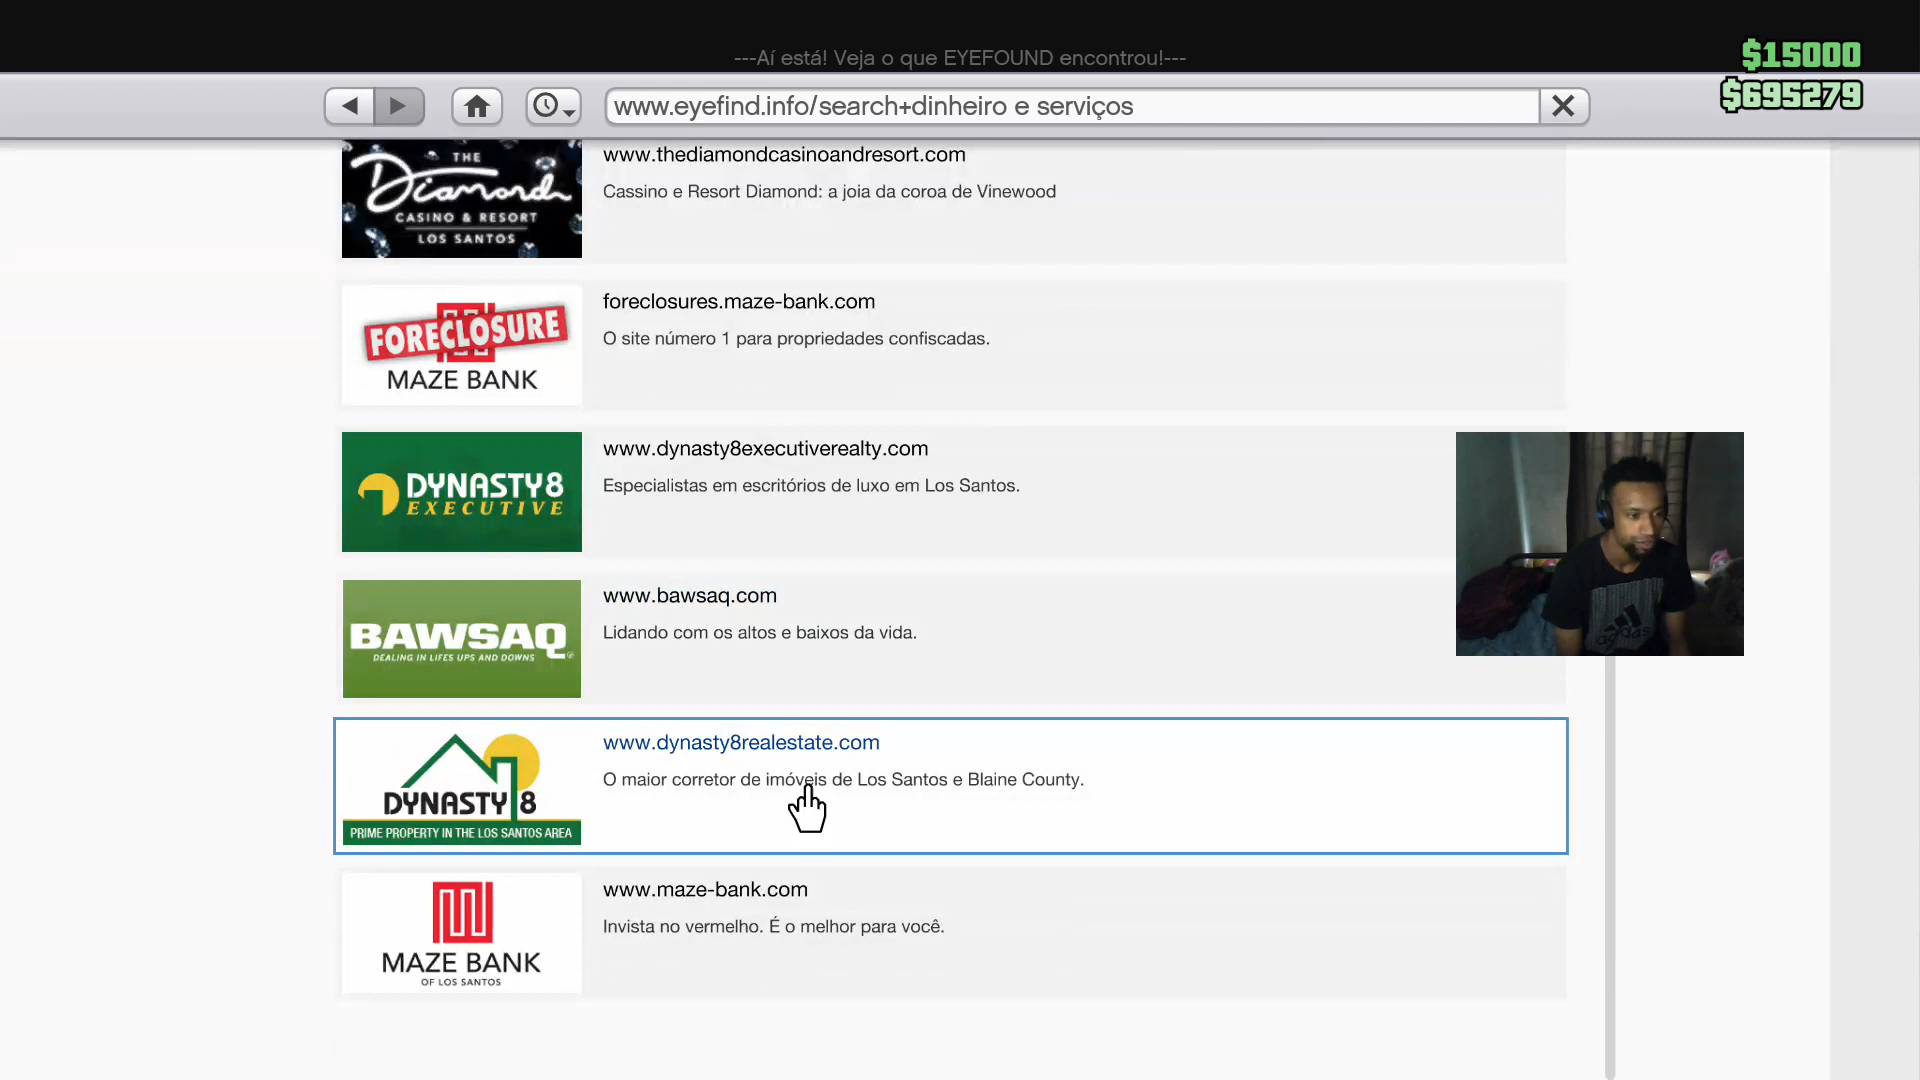 ---Aí está! Veja o que EYEFOUND encontrou!---
$15000
$695279
www.eyefind.info/search+dinheiro e serviços
THE
Diamond
CASINO & RESORT
LOS SANTOS
www.thediamondcasinoandresort.com
Cassino e Resort Diamond: a joia da coroa de Vinewood
FORECLOSURE
MAZE BANK
foreclosures.maze-bank.com
O site número 1 para propriedades confiscadas.
DYNASTY8
EXECUTIVE
www.dynasty8executiverealty.com
Especialistas em escritórios de luxo em Los Santos.
BAWSAQ
DEALING IN LIFES UPS AND DOWNS
www.bawsaq.com
Lidando com os altos e baixos da vida.
DYNASTY 8
PRIME PROPERTY IN THE LOS SANTOS AREA
www.dynasty8realestate.com
O maior corretor de imóveis de Los Santos e Blaine County.
MAZE BANK
OF LOS SANTOS
www.maze-bank.com
Invista no vermelho. É o melhor para você.
adidas